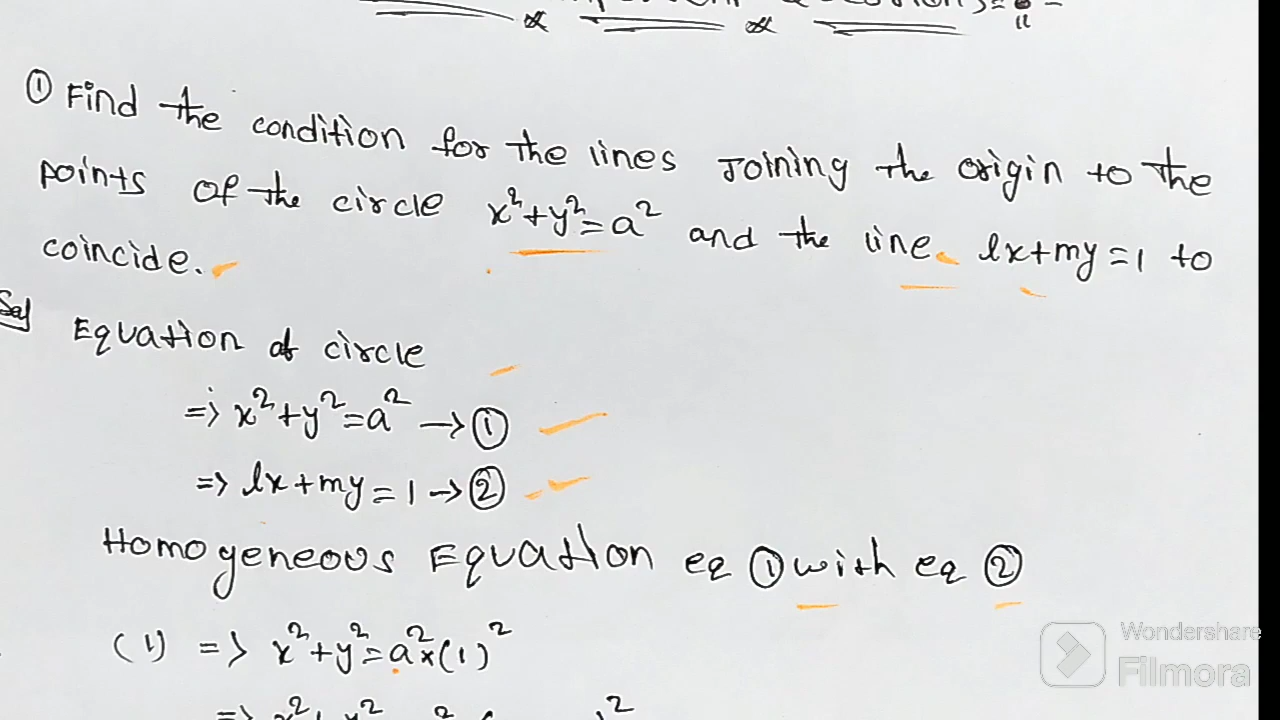 ① Find the condition for the lines Joining the origin to the
points of the circle x²+y²=a² and the line lx+my=1 to
coincide.
Sol Equation of circle
=> x²+y²=a² → ①
=> lx+my=1 → ②
Homogeneous Equation eq ① with eq ②
(1) => x²+y²=a²×(1)²
Wondershare
Filmora